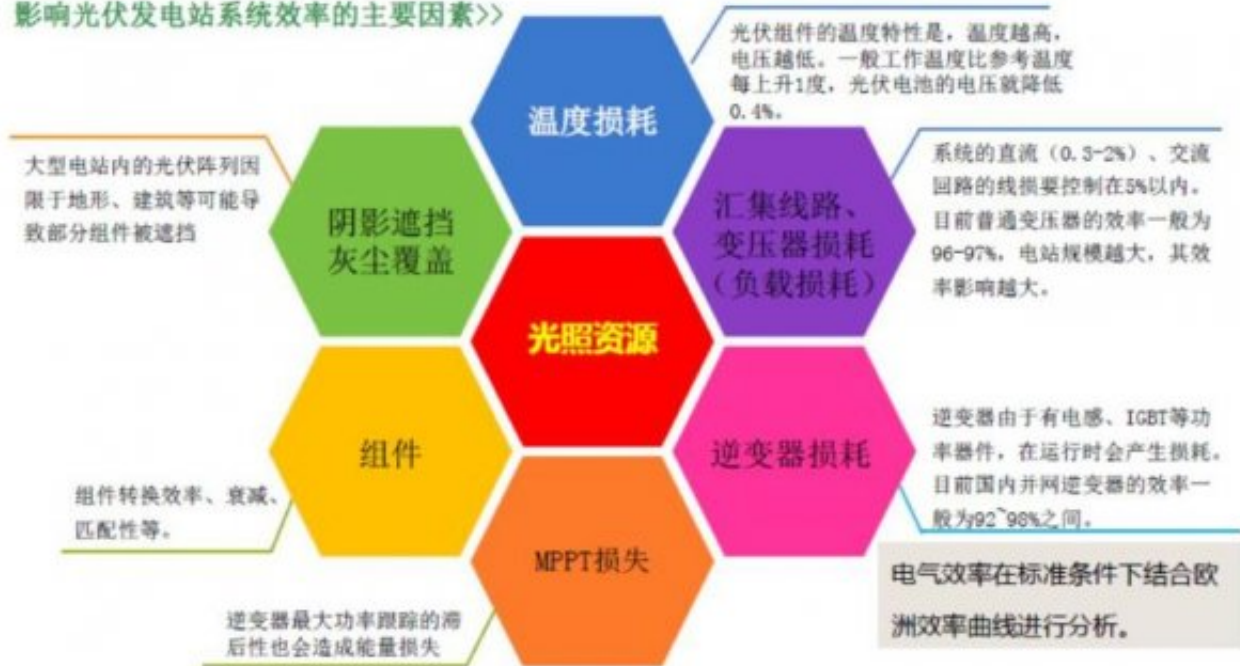 影响光伏发电站系统效率的主要因素>>
光伏组件的温度特性是，温度越高，
电压越低。一般工作温度比参考温度
每上升1度，光伏电池的电压就降低
0.4%。
温度损耗
大型电站内的光伏阵列因
限于地形、建筑等可能导
致部分组件被遮挡
阴影遮挡
灰尘覆盖
汇集线路、
变压器损耗
（负载损耗）
系统的直流（0.3-2%）、交流
回路的线损要控制在5%以内。
目前普通变压器的效率一般为
96-97%，电站规模越大，其效
率影响越大。
光照资源
组件
组件转换效率、衰减、
匹配性等。
逆变器损耗
逆变器由于有电感、IGBT等功
率器件，在运行时会产生损耗。
目前国内并网逆变器的效率一
般为92~98%之间。
MPPT损失
逆变器最大功率跟踪的滞
后性也会造成能量损失
电气效率在标准条件下结合欧
洲效率曲线进行分析。